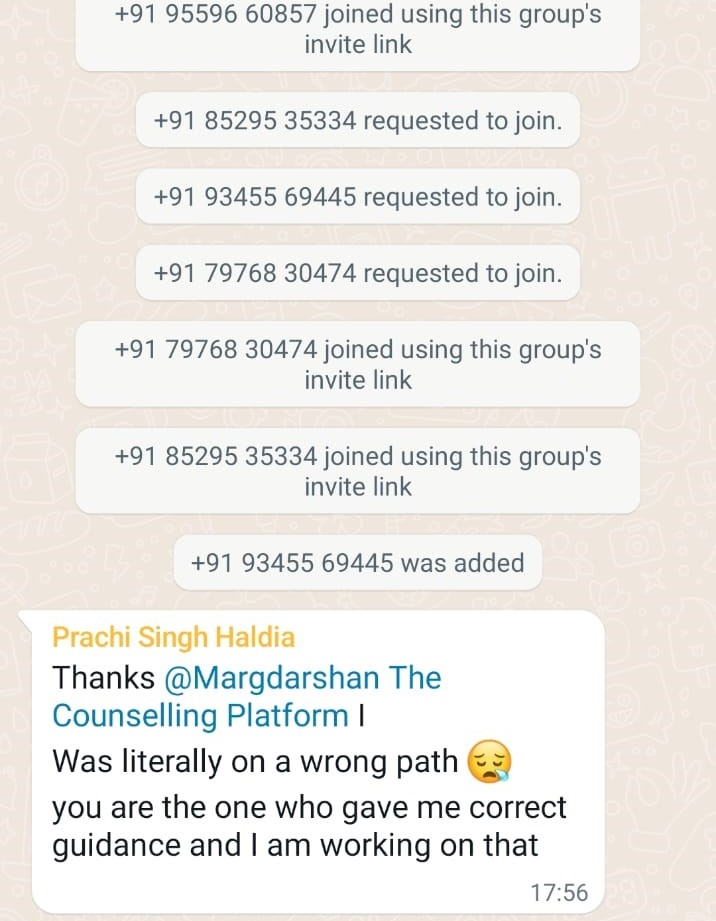 +91 95596 60857 joined using this group's
invite link
+91 85295 35334 requested to join.
+91 93455 69445 requested to join.
+91 79768 30474 requested to join.
+91 79768 30474 joined using this group's
invite link
+91 85295 35334 joined using this group's
invite link
+91 93455 69445 was added
Prachi Singh Haldia
Thanks @Margdarshan The
Counselling Platform I
Was literally on a wrong path 😪
you are the one who gave me correct
guidance and I am working on that
17:56